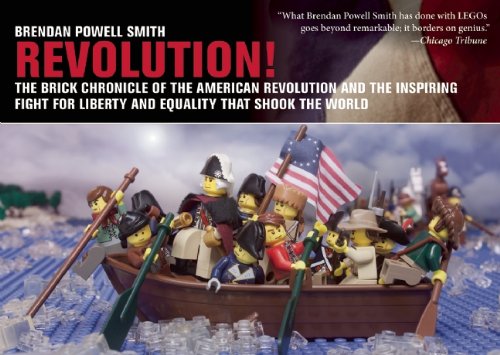 BRENDAN POWELL SMITH
REVOLUTION!
THE BRICK CHRONICLE OF THE AMERICAN REVOLUTION AND THE INSPIRING
FIGHT FOR LIBERTY AND EQUALITY THAT SHOOK THE WORLD
"What Brendan Powell Smith has done with LEGOs
goes beyond remarkable; it borders on genius."
—Chicago Tribune